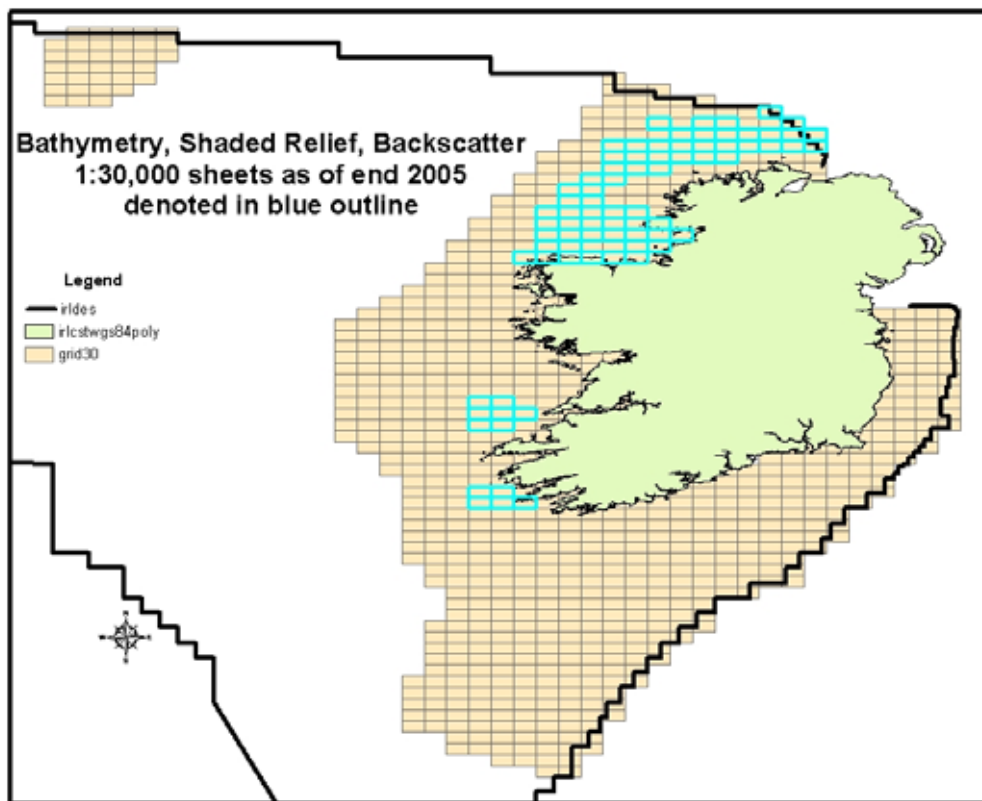 Bathymetry, Shaded Relief, Backscatter
1:30,000 sheets as of end 2005
denoted in blue outline
Legend
irldes
irlcstwgs84poly
grid30